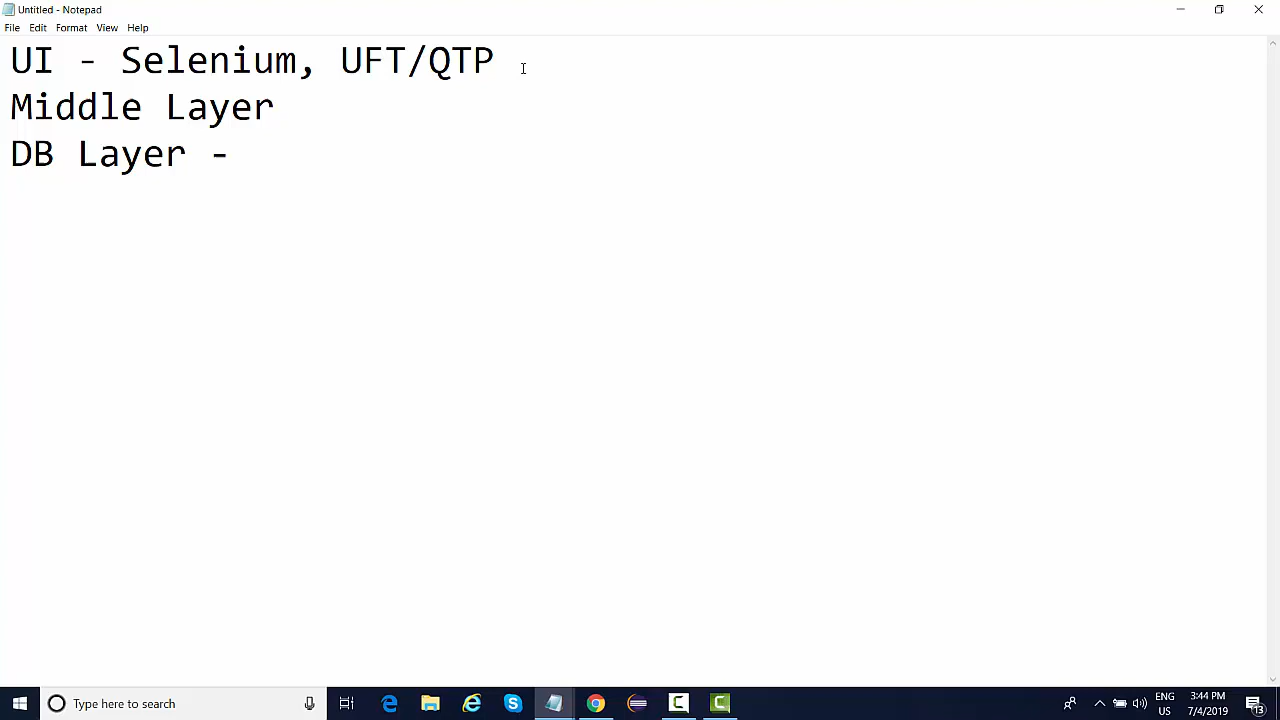 Untitled - Notepad
File Edit Format View Help
UI - Selenium, UFT/QTP
Middle Layer
DB Layer -
Type here to search
ENG
US
3:44 PM
7/4/2019
13